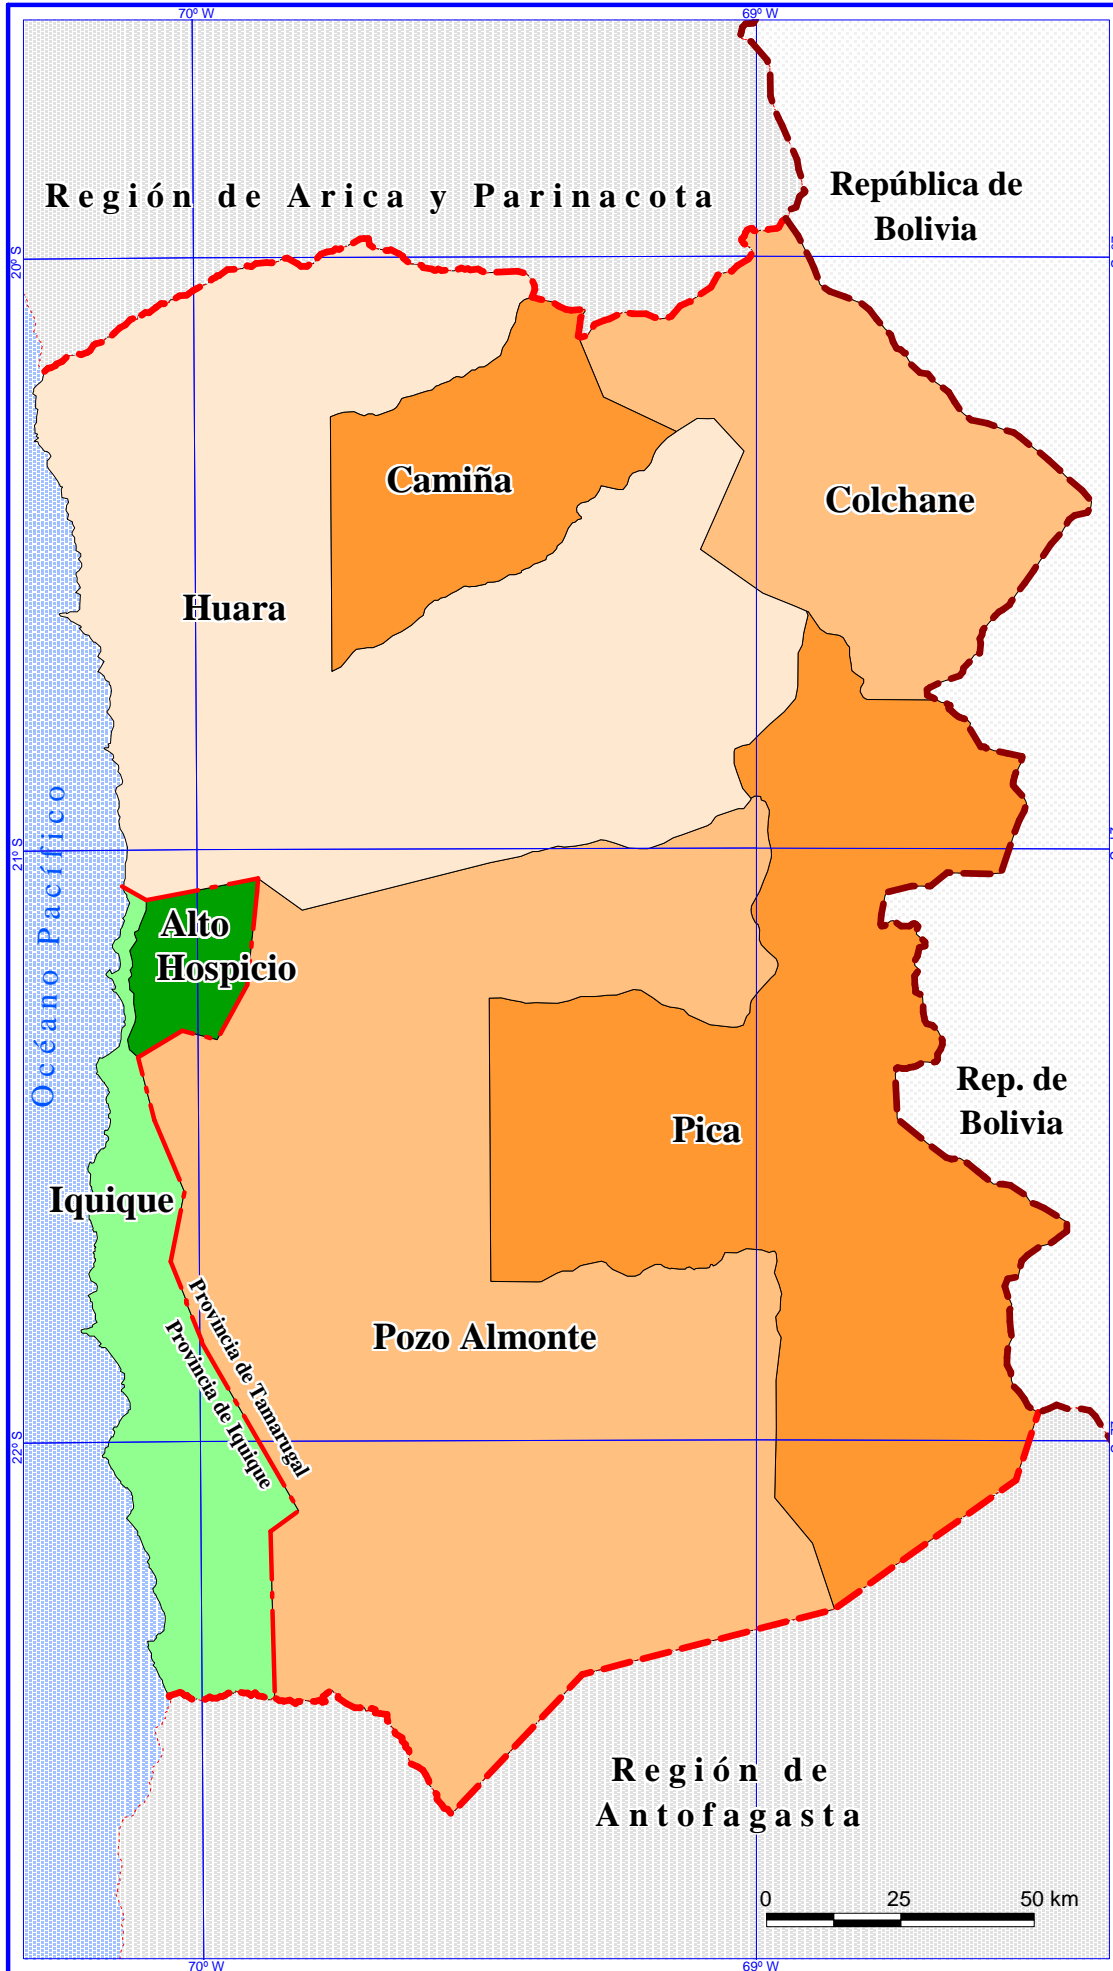 70º W
69º W
Región de Arica y Parinacota
República de
Bolivia
20º S
Camiña
Colchane
Huara
21º S
Océano Pacífico
Alto
Hospicio
Rep. de
Bolivia
Pica
Iquique
Provincia de Tamarugal
Provincia de Iquique
Pozo Almonte
22º S
Región de
Antofagasta
0 25 50 km
70º W
69º W